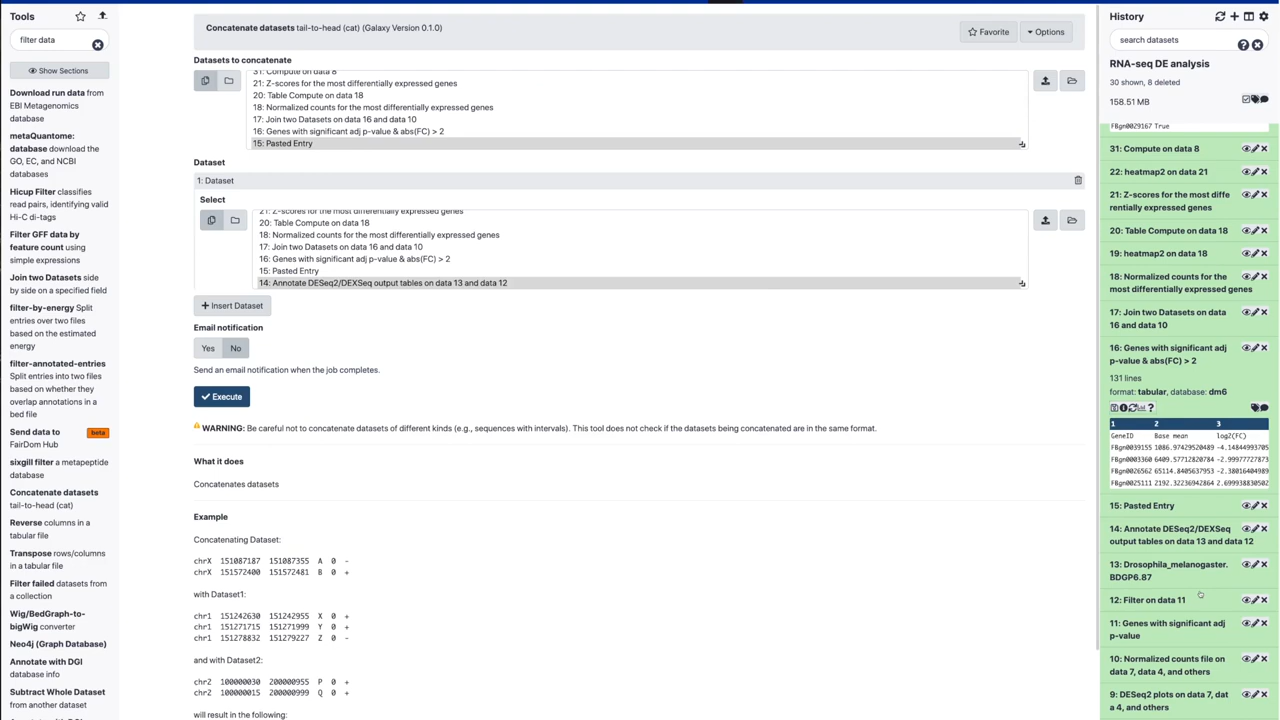 Tools
filter data
Show Sections
Download run data from
EBI Metagenomics
database
metaQuantome:
database download the
GO, EC, and NCBI
databases
Hicup Filter classifies
read pairs, identifying valid
Hi-C di-tags
Filter GFF data by
feature count using
simple expressions
Join two Datasets side
by side on a specified field
filter-by-energy Split
entries over two files
based on the estimated
energy
filter-annotated-entries
Split entries into two files
based on whether they
overlap annotations in a
bed file
Send data to beta
FairDom Hub
sixgill filter a metapeptide
database
Concatenate datasets
tail-to-head (cat)
Reverse columns in a
tabular file
Transpose rows/columns
in a tabular file
Filter failed datasets from
a collection
Wig/BedGraph-to-
bigWig converter
Neo4j (Graph Database)
Annotate with DGI
database info
Subtract Whole Dataset
from another dataset
Concatenate datasets tail-to-head (cat) (Galaxy Version 0.1.0)
Favorite
Options
Datasets to concatenate
31: Compute on data 8
21: Z-scores for the most differentially expressed genes
20: Table Compute on data 18
18: Normalized counts for the most differentially expressed genes
17: Join two Datasets on data 16 and data 10
16: Genes with significant adj p-value & abs(FC) > 2
15: Pasted Entry
Dataset
1: Dataset
Select
21: Z-scores for the most differentially expressed genes
20: Table Compute on data 18
18: Normalized counts for the most differentially expressed genes
17: Join two Datasets on data 16 and data 10
16: Genes with significant adj p-value & abs(FC) > 2
15: Pasted Entry
14: Annotate DESeq2/DEXSeq output tables on data 13 and data 12
+ Insert Dataset
Email notification
Yes No
Send an email notification when the job completes.
Execute
WARNING: Be careful not to concatenate datasets of different kinds (e.g., sequences with intervals). This tool does not check if the datasets being concatenated are in the same format.
What it does
Concatenates datasets
Example
Concatenating Dataset:
chrX 151087187 151087355 A 0 -
chrX 151572400 151572481 B 0 +
with Dataset1:
chr1 151242630 151242955 X 0 +
chr1 151271715 151271999 Y 0 +
chr1 151278832 151279227 Z 0 -
and with Dataset2:
chr2 100000030 200000955 P 0 +
chr2 100000015 200000999 Q 0 +
will result in the following:
History
search datasets
RNA-seq DE analysis
30 shown, 8 deleted
158.51 MB
FBgn0029167 True
31: Compute on data 8
22: heatmap2 on data 21
21: Z-scores for the most diffe
rentially expressed genes
20: Table Compute on data 18
19: heatmap2 on data 18
18: Normalized counts for the
most differentially expressed genes
17: Join two Datasets on data
16 and data 10
16: Genes with significant adj
p-value & abs(FC) > 2
131 lines
format: tabular, database: dm6
1 2 3
GeneID Base mean log2(FC)
FBgn0039155 1086.97429520489 -4.14844993705
FBgn0003360 6409.57712820784 -2.99977727873
FBgn0026562 65114.8405637953 -2.38016404989
FBgn0025111 2192.32236942864 2.699938830502
15: Pasted Entry
14: Annotate DESeq2/DEXSeq
output tables on data 13 and data 12
13: Drosophila_melanogaster.
BDGP6.87
12: Filter on data 11
11: Genes with significant adj
p-value
10: Normalized counts file on
data 7, data 4, and others
9: DESeq2 plots on data 7, dat
a 4, and others